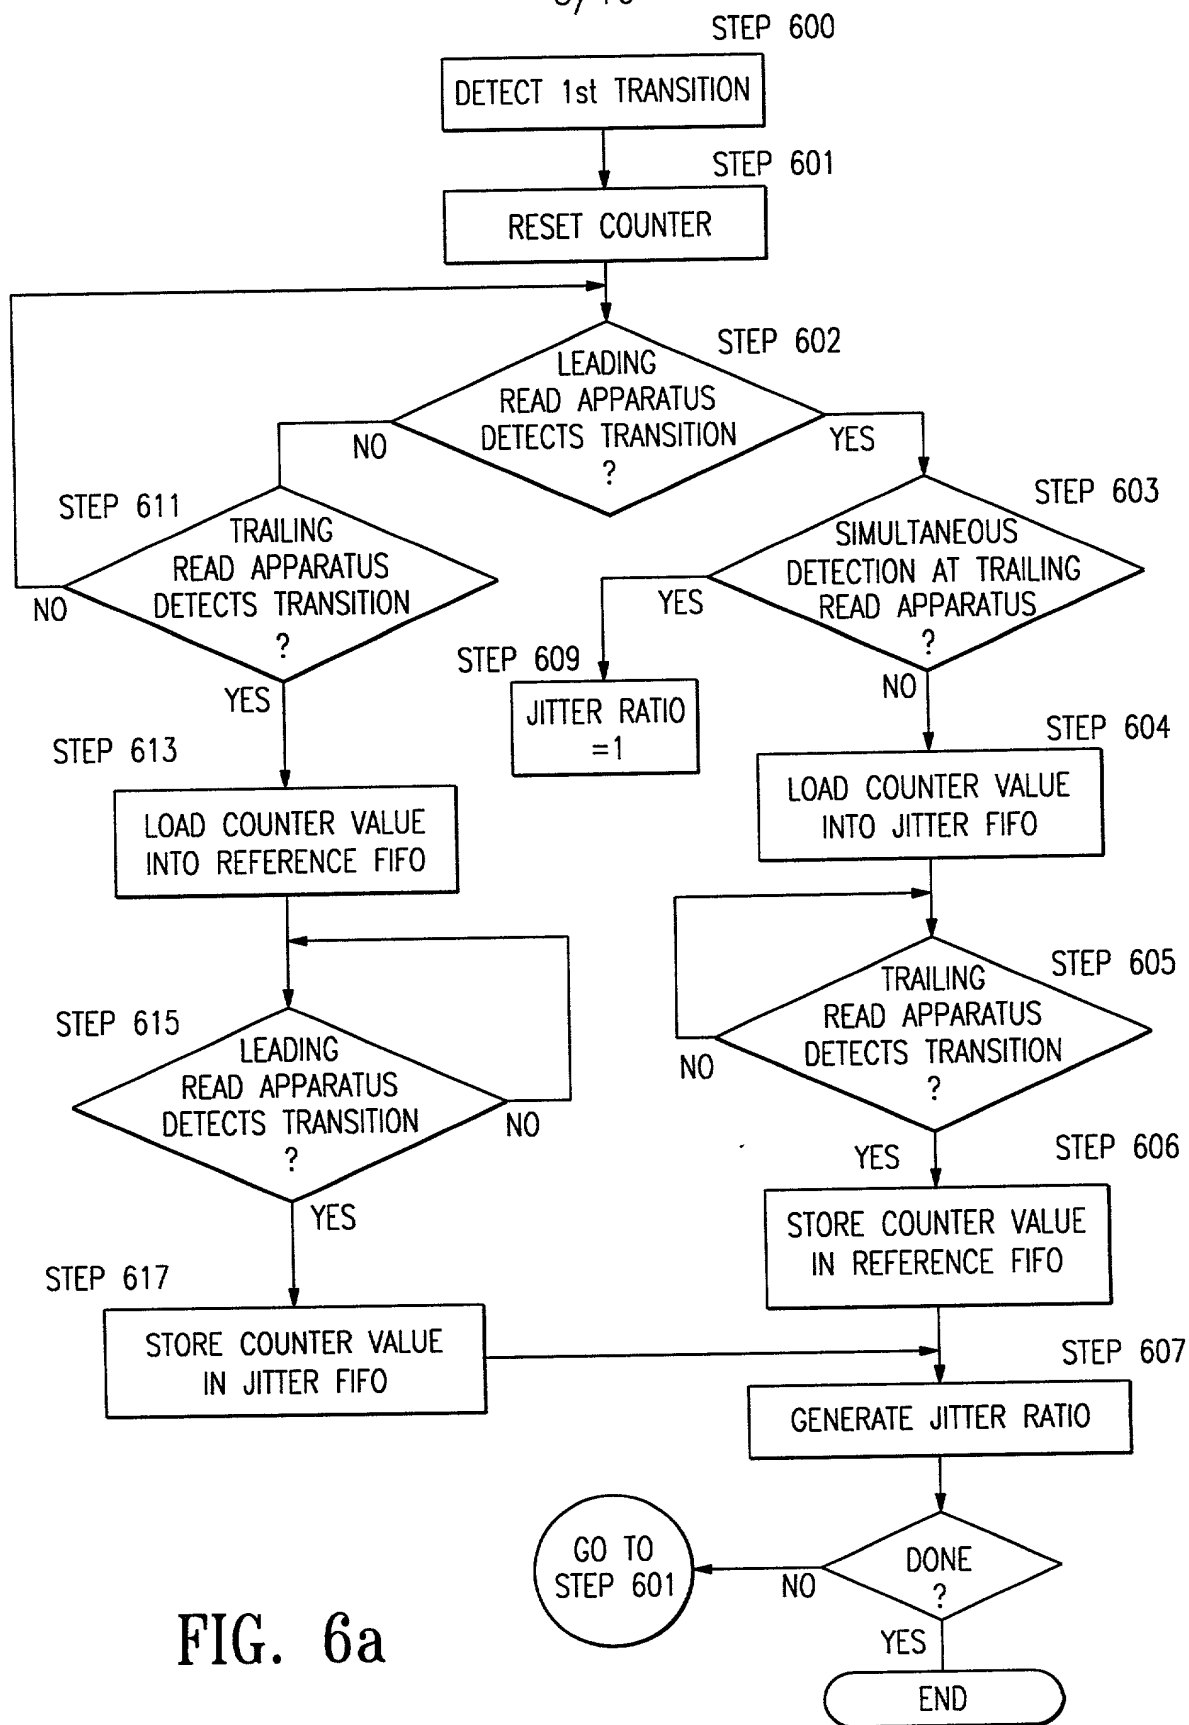 STEP 600
DETECT 1st TRANSITION
STEP 601
RESET COUNTER
STEP 602
LEADING
READ APPARATUS
DETECTS TRANSITION
?
NO
YES
STEP 611
TRAILING
READ APPARATUS
DETECTS TRANSITION
?
NO
YES
STEP 603
SIMULTANEOUS
DETECTION AT TRAILING
READ APPARATUS
?
YES
NO
STEP 609
JITTER RATIO
=1
STEP 613
LOAD COUNTER VALUE
INTO REFERENCE FIFO
STEP 604
LOAD COUNTER VALUE
INTO JITTER FIFO
STEP 615
LEADING
READ APPARATUS
DETECTS TRANSITION
?
NO
YES
STEP 605
TRAILING
READ APPARATUS
DETECTS TRANSITION
?
NO
YES
STEP 606
STORE COUNTER VALUE
IN REFERENCE FIFO
STEP 617
STORE COUNTER VALUE
IN JITTER FIFO
STEP 607
GENERATE JITTER RATIO
DONE
?
NO
GO TO
STEP 601
YES
END
FIG. 6a